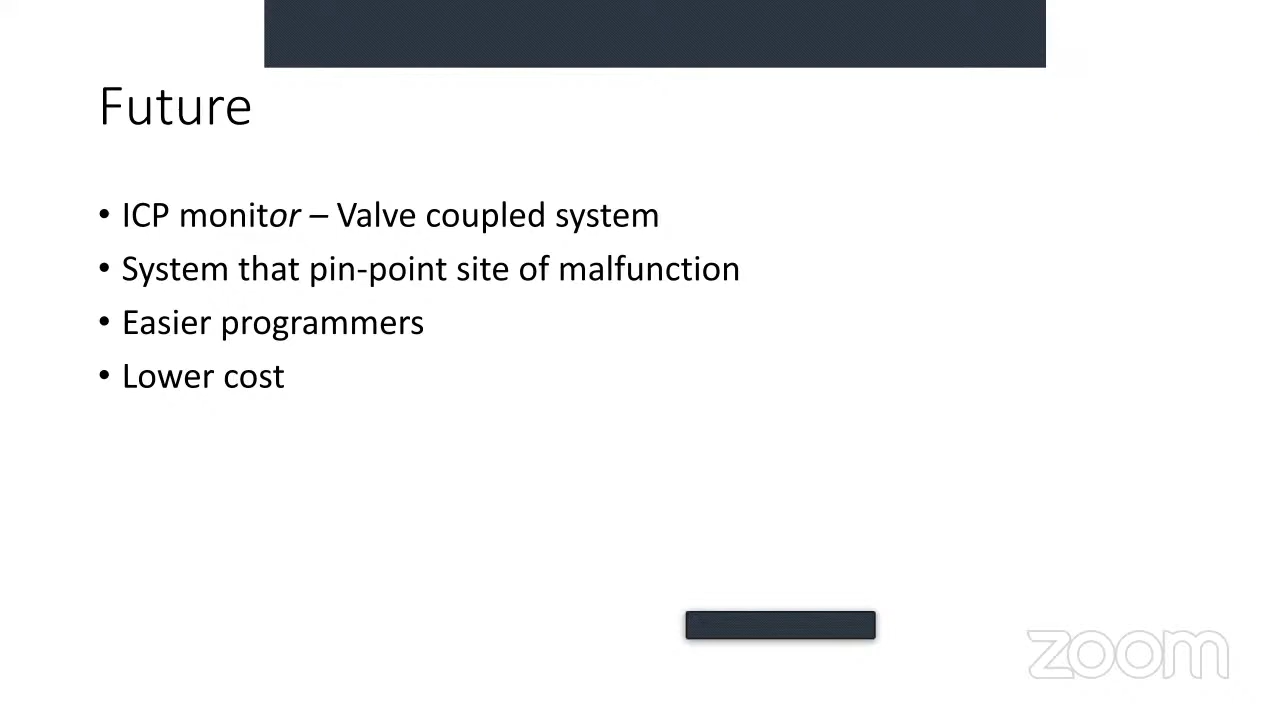 Future
• ICP monitor – Valve coupled system
• System that pin-point site of malfunction
• Easier programmers
• Lower cost
zoom